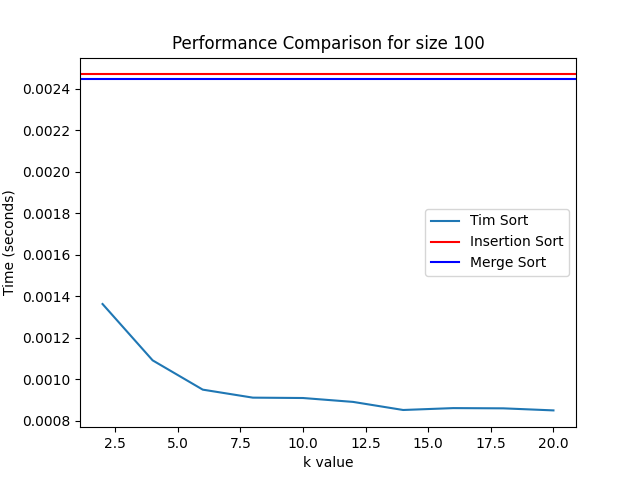 Performance Comparison for size 100
Time (seconds)
0.0024
0.0022
0.0020
0.0018
0.0016
0.0014
0.0012
0.0010
0.0008
Tim Sort
Insertion Sort
Merge Sort
2.5 5.0 7.5 10.0 12.5 15.0 17.5 20.0
k value